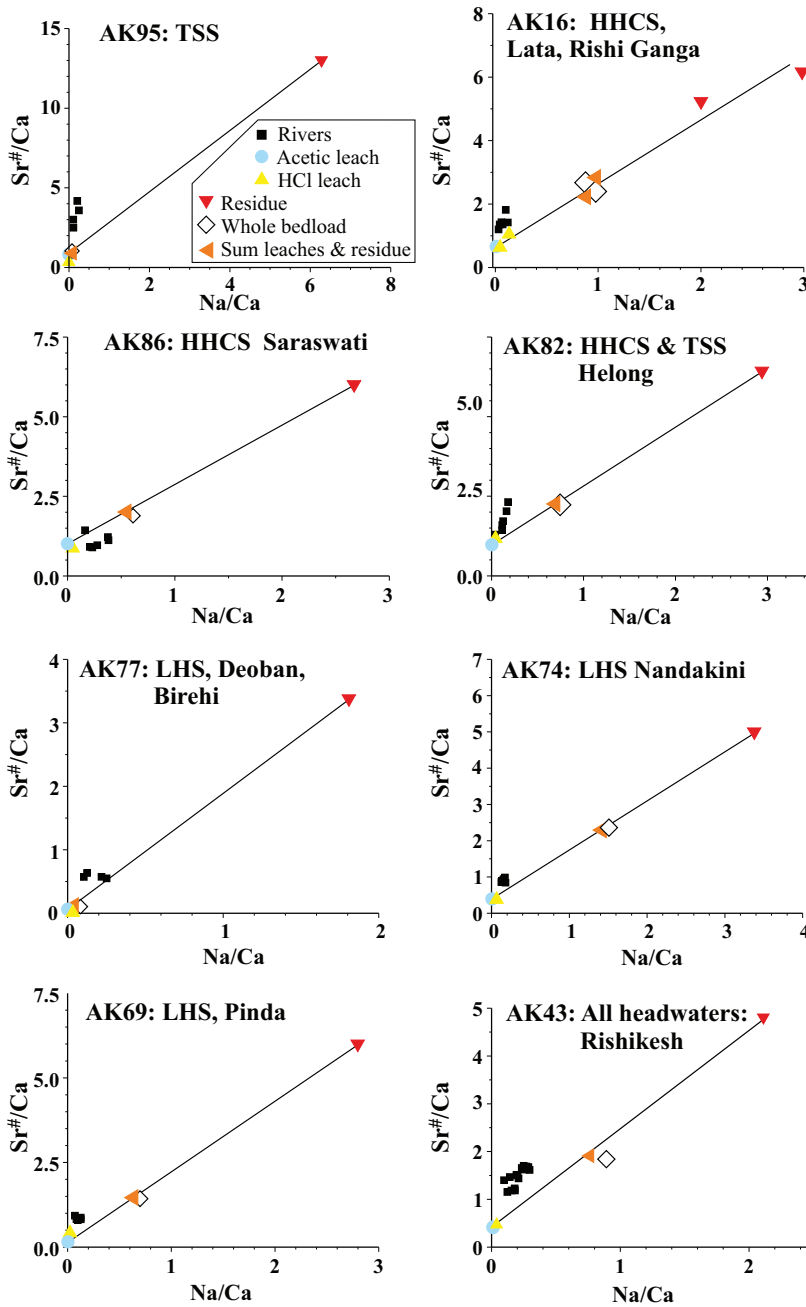 AK95: TSS
Sr#/Ca
15
10
5
0
0 2 4 6 8
Na/Ca
Rivers
Acetic leach
HCl leach
Residue
Whole bedload
Sum leaches & residue
AK16: HHCS,
Lata, Rishi Ganga
Sr#/Ca
8
6
4
2
0
0 1 2 3
Na/Ca
AK86: HHCS Saraswati
Sr#/Ca
7.5
5.0
2.5
0.0
0 1 2 3
Na/Ca
AK82: HHCS & TSS
Helong
Sr#/Ca
5.0
2.5
0.0
0 1 2 3
Na/Ca
AK77: LHS, Deoban,
Birehi
Sr#/Ca
4
3
2
1
0
0 1 2
Na/Ca
AK74: LHS Nandakini
Sr#/Ca
7
5
4
3
2
1
0
0 1 2 3 4
Na/Ca
AK69: LHS, Pinda
Sr#/Ca
7.5
5.0
2.5
0.0
0 1 2 3
Na/Ca
AK43: All headwaters:
Rishikesh
Sr#/Ca
5
4
3
2
1
0
0 1 2
Na/Ca